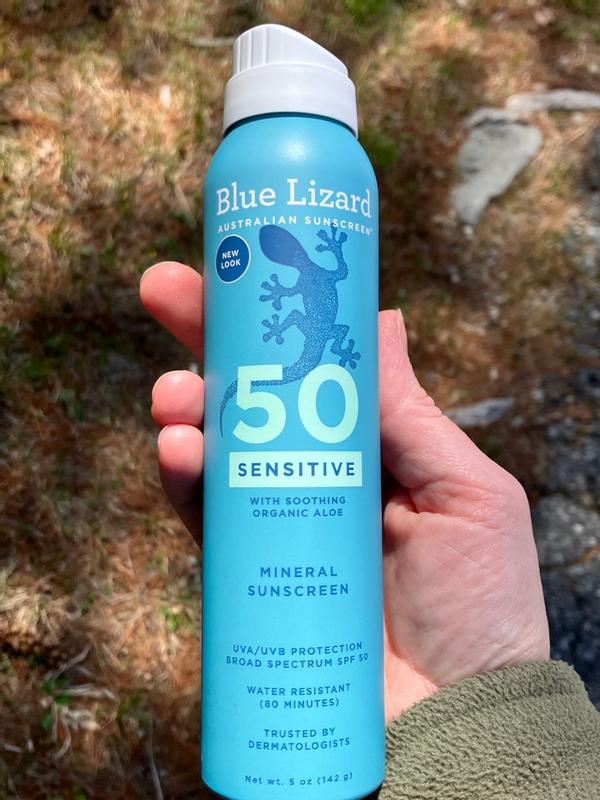 Blue Lizard
AUSTRALIAN SUNSCREEN®
NEW
LOOK
50
SENSITIVE
WITH SOOTHING
ORGANIC ALOE
MINERAL
SUNSCREEN
UVA/UVB PROTECTION
BROAD SPECTRUM SPF 50
WATER RESISTANT
(80 MINUTES)
TRUSTED BY
DERMATOLOGISTS
Net wt. 5 oz (142 g)